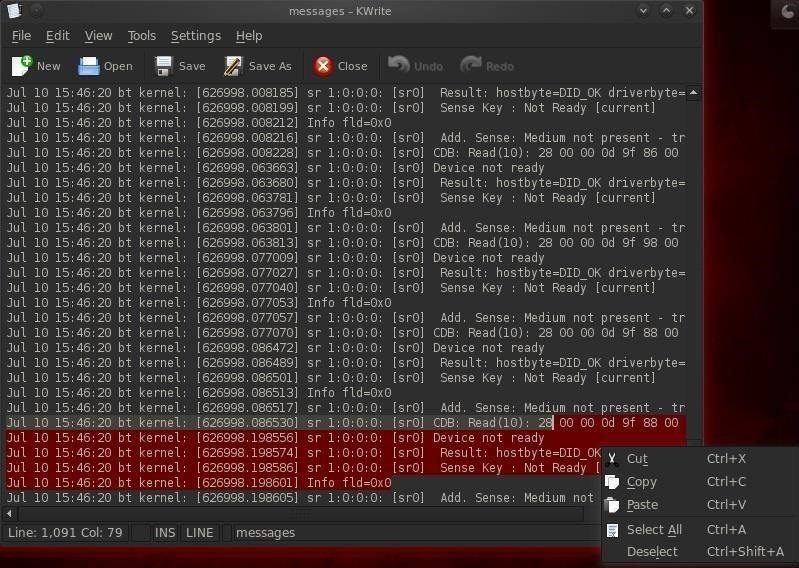 messages – KWrite
File Edit View Tools Settings Help
New Open Save Save As Close Undo Redo
Jul 10 15:46:20 bt kernel: [626998.008185] sr 1:0:0:0: [sr0]  Result: hostbyte=DID_OK driverbyte=
Jul 10 15:46:20 bt kernel: [626998.008199] sr 1:0:0:0: [sr0]  Sense Key : Not Ready [current]
Jul 10 15:46:20 bt kernel: [626998.008212] Info fld=0x0
Jul 10 15:46:20 bt kernel: [626998.008216] sr 1:0:0:0: [sr0]  Add. Sense: Medium not present - tr
Jul 10 15:46:20 bt kernel: [626998.008228] sr 1:0:0:0: [sr0] CDB: Read(10): 28 00 00 0d 9f 86 00
Jul 10 15:46:20 bt kernel: [626998.063663] sr 1:0:0:0: [sr0] Device not ready
Jul 10 15:46:20 bt kernel: [626998.063680] sr 1:0:0:0: [sr0]  Result: hostbyte=DID_OK driverbyte=
Jul 10 15:46:20 bt kernel: [626998.063781] sr 1:0:0:0: [sr0]  Sense Key : Not Ready [current]
Jul 10 15:46:20 bt kernel: [626998.063796] Info fld=0x0
Jul 10 15:46:20 bt kernel: [626998.063801] sr 1:0:0:0: [sr0]  Add. Sense: Medium not present - tr
Jul 10 15:46:20 bt kernel: [626998.063813] sr 1:0:0:0: [sr0] CDB: Read(10): 28 00 00 0d 9f 98 00
Jul 10 15:46:20 bt kernel: [626998.077009] sr 1:0:0:0: [sr0] Device not ready
Jul 10 15:46:20 bt kernel: [626998.077027] sr 1:0:0:0: [sr0]  Result: hostbyte=DID_OK driverbyte=
Jul 10 15:46:20 bt kernel: [626998.077040] sr 1:0:0:0: [sr0]  Sense Key : Not Ready [current]
Jul 10 15:46:20 bt kernel: [626998.077053] Info fld=0x0
Jul 10 15:46:20 bt kernel: [626998.077057] sr 1:0:0:0: [sr0]  Add. Sense: Medium not present - tr
Jul 10 15:46:20 bt kernel: [626998.077070] sr 1:0:0:0: [sr0] CDB: Read(10): 28 00 00 0d 9f 88 00
Jul 10 15:46:20 bt kernel: [626998.086472] sr 1:0:0:0: [sr0] Device not ready
Jul 10 15:46:20 bt kernel: [626998.086489] sr 1:0:0:0: [sr0]  Result: hostbyte=DID_OK driverbyte=
Jul 10 15:46:20 bt kernel: [626998.086501] sr 1:0:0:0: [sr0]  Sense Key : Not Ready [current]
Jul 10 15:46:20 bt kernel: [626998.086513] Info fld=0x0
Jul 10 15:46:20 bt kernel: [626998.086517] sr 1:0:0:0: [sr0]  Add. Sense: Medium not present - tr
Jul 10 15:46:20 bt kernel: [626998.086530] sr 1:0:0:0: [sr0] CDB: Read(10): 28 00 00 0d 9f 88 00
Jul 10 15:46:20 bt kernel: [626998.198556] sr 1:0:0:0: [sr0] Device not ready
Jul 10 15:46:20 bt kernel: [626998.198574] sr 1:0:0:0: [sr0]  Result: hostbyte=DID_OK
Jul 10 15:46:20 bt kernel: [626998.198586] sr 1:0:0:0: [sr0]  Sense Key : Not Ready [
Jul 10 15:46:20 bt kernel: [626998.198601] Info fld=0x0
Jul 10 15:46:20 bt kernel: [626998.198605] sr 1:0:0:0: [sr0]  Add. Sense: Medium not
Cut Ctrl+X
Copy Ctrl+C
Paste Ctrl+V
Select All Ctrl+A
Deselect Ctrl+Shift+A
Line: 1,091 Col: 79 INS LINE messages